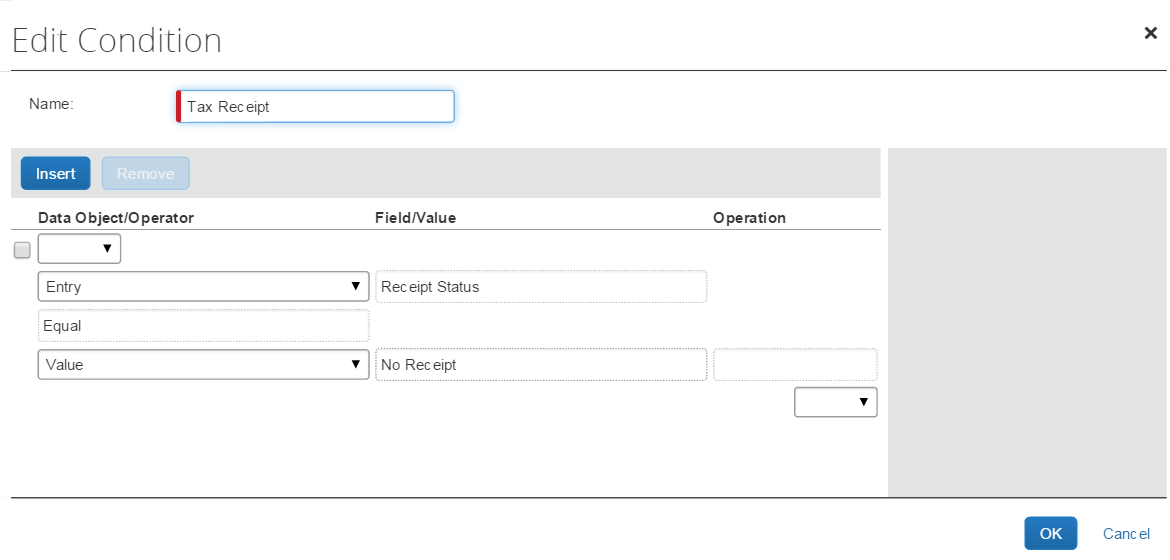 Edit Condition
×
Name:
Tax Receipt
Insert
Remove
Data Object/Operator Field/Value Operation
Entry Receipt Status
Equal
Value No Receipt
OK Cancel